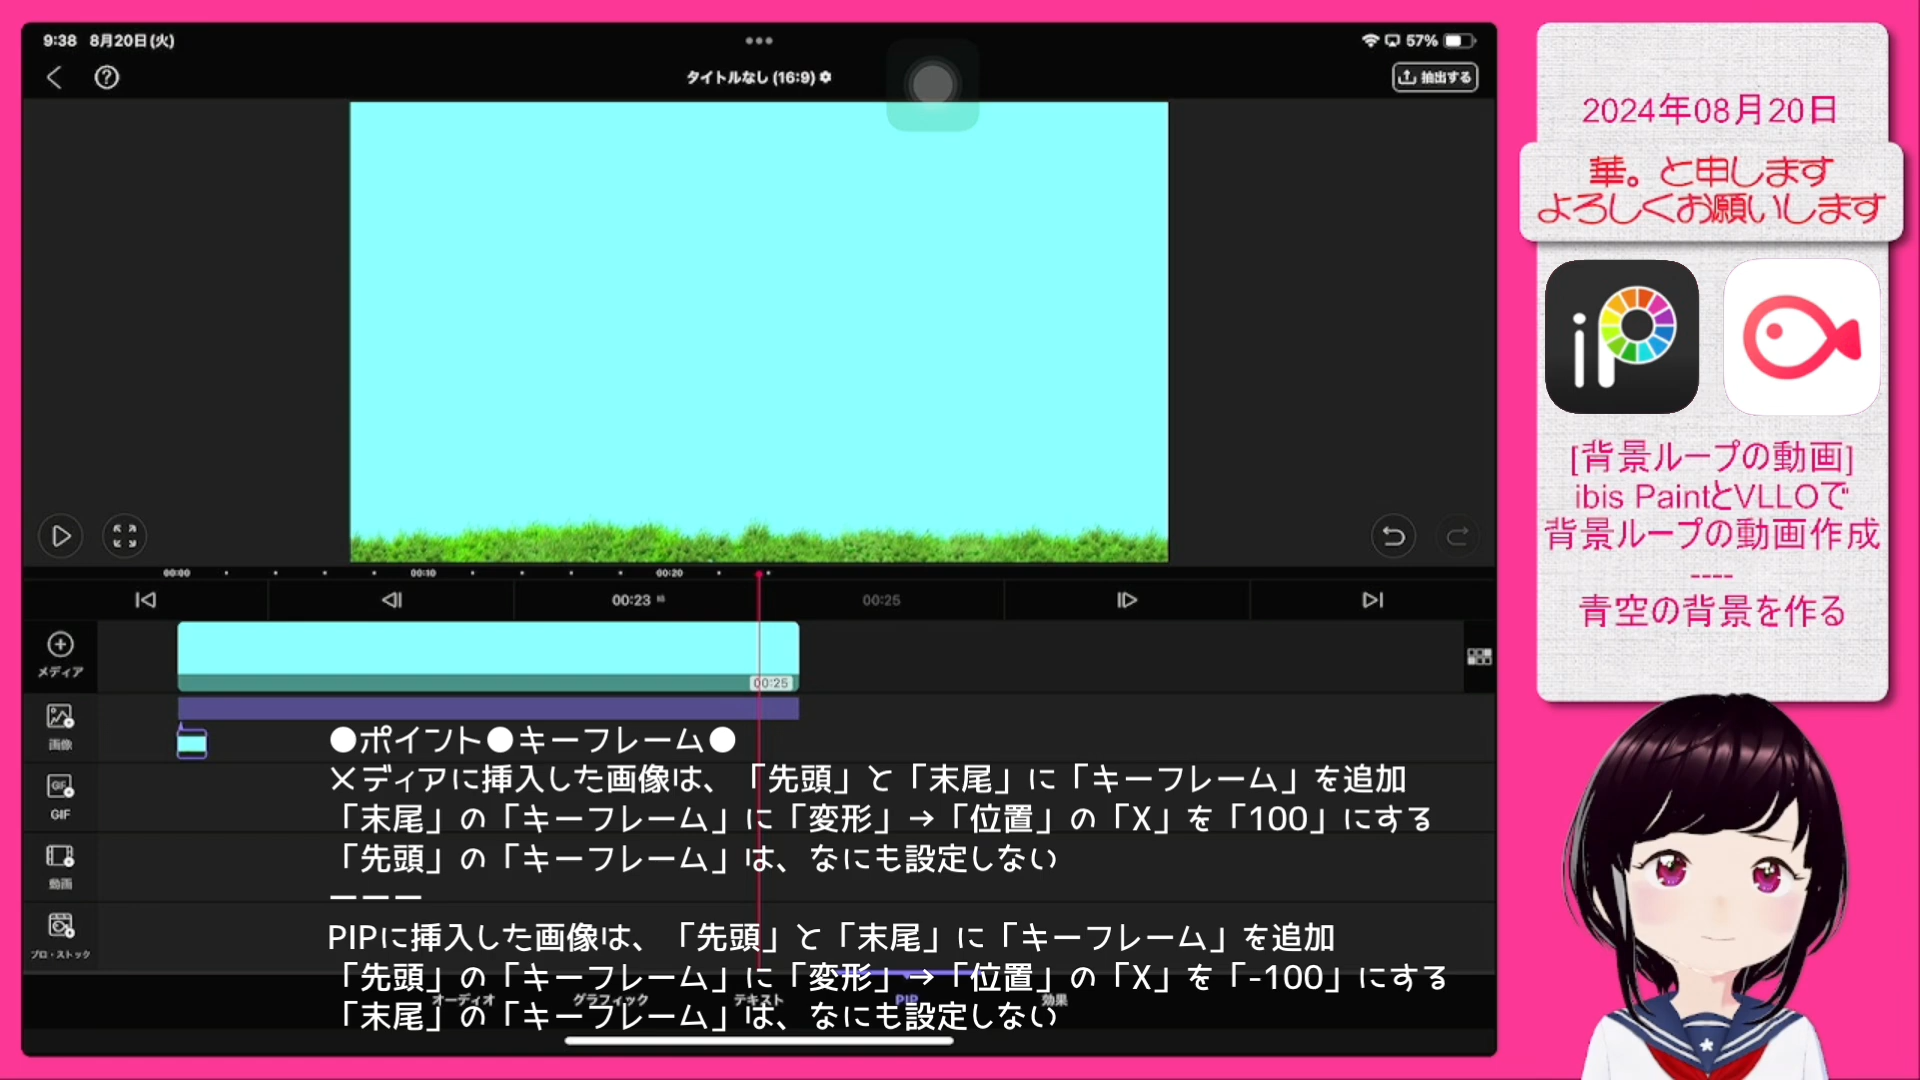 9:38 8月20日(火)
57%
タイトルなし (16:9)
抽出する
00:00
00:10
00:20
00:23
00:25
メディア
00:25
画像
GIF
GIF
動画
プロ・ストック
●ポイント●キーフレーム●
メディアに挿入した画像は、「先頭」と「末尾」に「キーフレーム」を追加
「末尾」の「キーフレーム」に「変形」→「位置」の「X」を「100」にする
「先頭」の「キーフレーム」は、なにも設定しない
ーーー
PIPに挿入した画像は、「先頭」と「末尾」に「キーフレーム」を追加
「先頭」の「キーフレーム」に「変形」→「位置」の「X」を「-100」にする
オーディオ
グラフィック
テキスト
PIP
効果
「末尾」の「キーフレーム」は、なにも設定しない
2024年08月20日
華。と申します
よろしくお願いします
iP
[背景ループの動画]
ibis PaintとVLLOで
背景ループの動画作成
----
青空の背景を作る